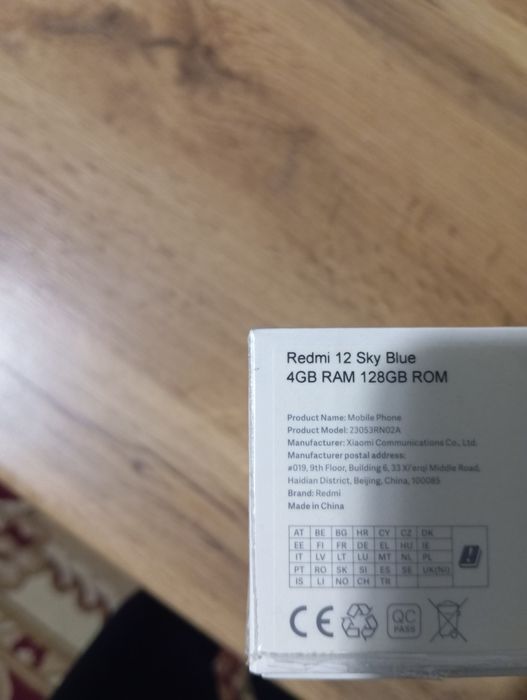 Redmi 12 Sky Blue
4GB RAM 128GB ROM
Product Name: Mobile Phone
Product Model: 23053RN02A
Manufacturer: Xiaomi Communications Co., Ltd.
Manufacturer postal address:
#019, 9th Floor, Building 6, 33 Xi'erqi Middle Road,
Haidian District, Beijing, China, 100085
Brand: Redmi
Made in China
AT BE BG HR CY CZ DK
EE FI FR DE EL HU IE
IT LV LT LU MT NL PL
PT RO SK SI ES SE UK(NI)
IS LI NO CH TR
CE QC
PASS